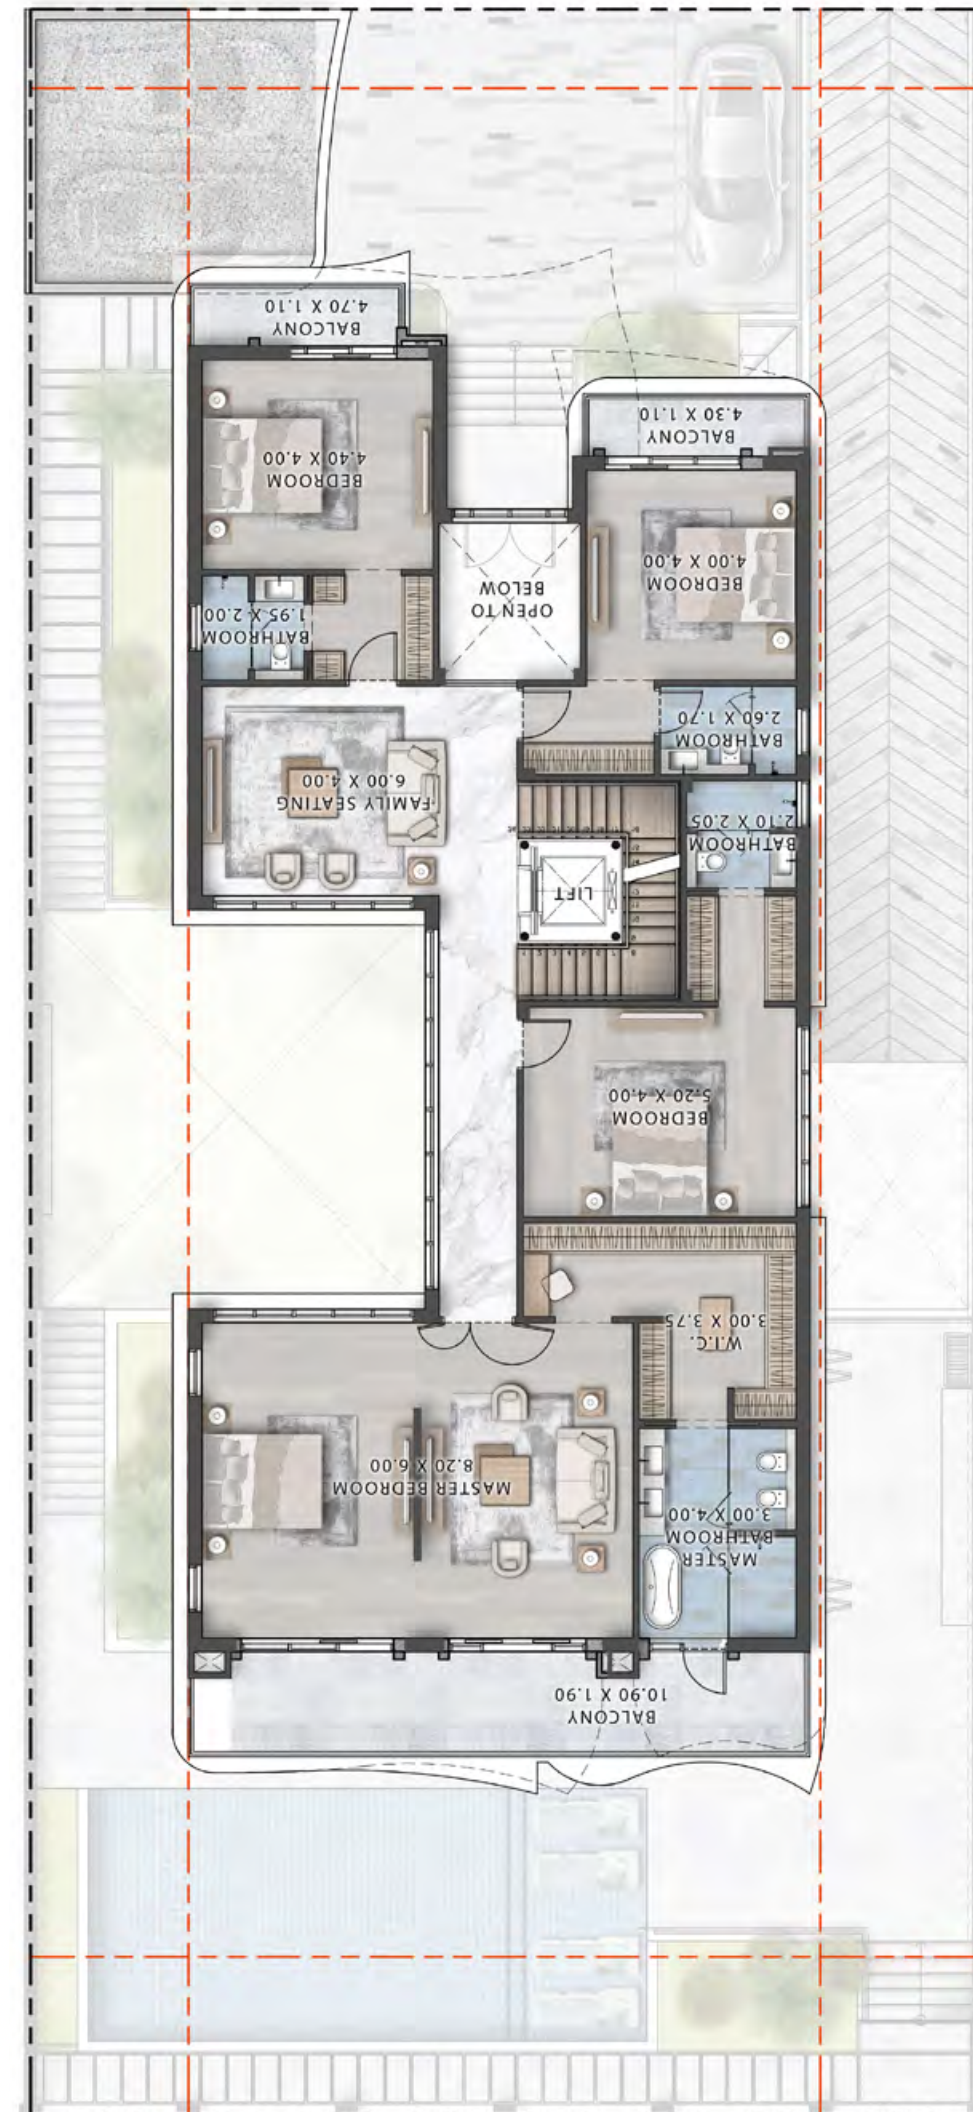 BALCONY
10.90 X 1.90
MASTER
BATHROOM
3.00 X 4.00
MASTER BEDROOM
8.20 X 6.00
W.I.C.
3.00 X 3.75
BEDROOM
5.20 X 4.00
LIFT
BATHROOM
2.10 X 2.05
FAMILY SEATING
6.00 X 4.00
BATHROOM
2.60 X 1.70
BATHROOM
1.95 X 2.00
OPEN TO
BELOW
BEDROOM
4.00 X 4.00
BEDROOM
4.40 X 4.00
BALCONY
4.30 X 1.10
BALCONY
4.70 X 1.10